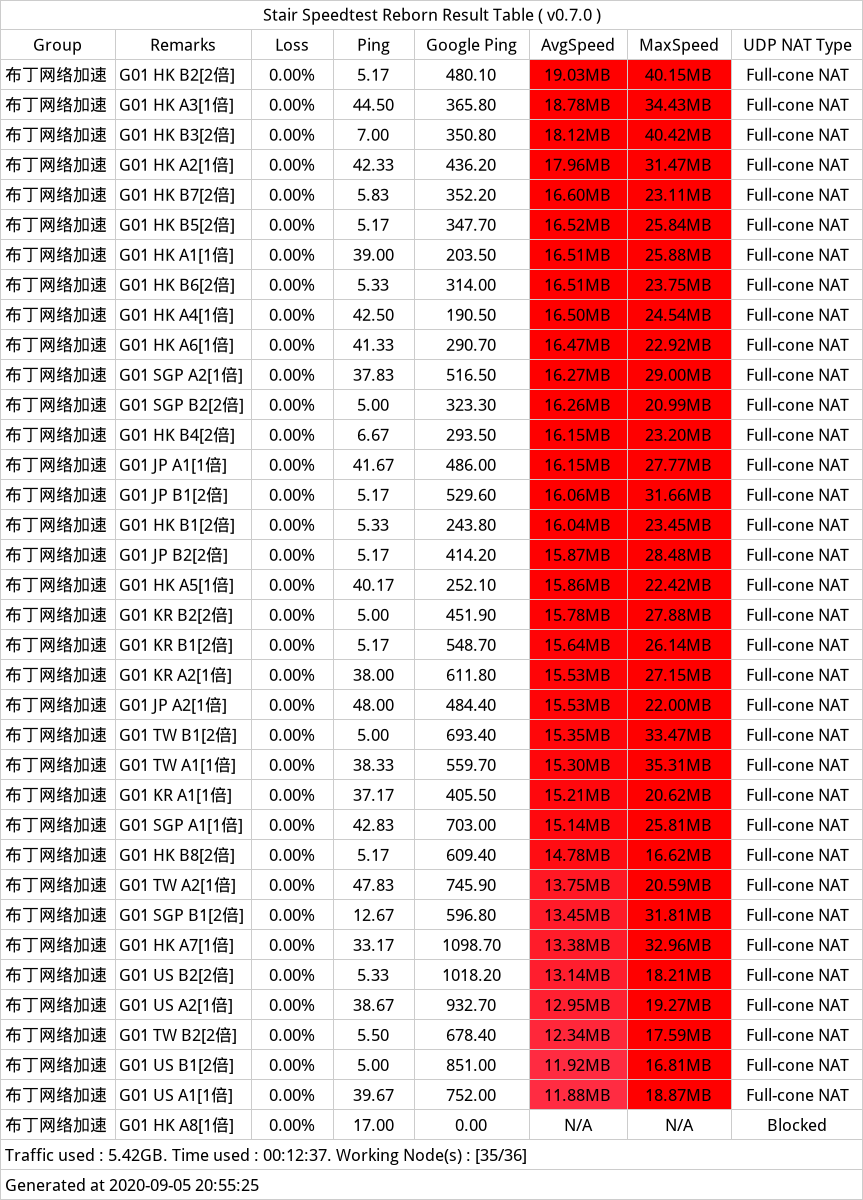 Stair Speedtest Reborn Result Table ( v0.7.0 )
Group Remarks Loss Ping Google Ping AvgSpeed MaxSpeed UDP NAT Type
布丁网络加速 G01 HK B2[2倍] 0.00% 5.17 480.10 19.03MB 40.15MB Full-cone NAT
布丁网络加速 G01 HK A3[1倍] 0.00% 44.50 365.80 18.78MB 34.43MB Full-cone NAT
布丁网络加速 G01 HK B3[2倍] 0.00% 7.00 350.80 18.12MB 40.42MB Full-cone NAT
布丁网络加速 G01 HK A2[1倍] 0.00% 42.33 436.20 17.96MB 31.47MB Full-cone NAT
布丁网络加速 G01 HK B7[2倍] 0.00% 5.83 352.20 16.60MB 23.11MB Full-cone NAT
布丁网络加速 G01 HK B5[2倍] 0.00% 5.17 347.70 16.52MB 25.84MB Full-cone NAT
布丁网络加速 G01 HK A1[1倍] 0.00% 39.00 203.50 16.51MB 25.88MB Full-cone NAT
布丁网络加速 G01 HK B6[2倍] 0.00% 5.33 314.00 16.51MB 23.75MB Full-cone NAT
布丁网络加速 G01 HK A4[1倍] 0.00% 42.50 190.50 16.50MB 24.54MB Full-cone NAT
布丁网络加速 G01 HK A6[1倍] 0.00% 41.33 290.70 16.47MB 22.92MB Full-cone NAT
布丁网络加速 G01 SGP A2[1倍] 0.00% 37.83 516.50 16.27MB 29.00MB Full-cone NAT
布丁网络加速 G01 SGP B2[2倍] 0.00% 5.00 323.30 16.26MB 20.99MB Full-cone NAT
布丁网络加速 G01 HK B4[2倍] 0.00% 6.67 293.50 16.15MB 23.20MB Full-cone NAT
布丁网络加速 G01 JP A1[1倍] 0.00% 41.67 486.00 16.15MB 27.77MB Full-cone NAT
布丁网络加速 G01 JP B1[2倍] 0.00% 5.17 529.60 16.06MB 31.66MB Full-cone NAT
布丁网络加速 G01 HK B1[2倍] 0.00% 5.33 243.80 16.04MB 23.45MB Full-cone NAT
布丁网络加速 G01 JP B2[2倍] 0.00% 5.17 414.20 15.87MB 28.48MB Full-cone NAT
布丁网络加速 G01 HK A5[1倍] 0.00% 40.17 252.10 15.86MB 22.42MB Full-cone NAT
布丁网络加速 G01 KR B2[2倍] 0.00% 5.00 451.90 15.78MB 27.88MB Full-cone NAT
布丁网络加速 G01 KR B1[2倍] 0.00% 5.17 548.70 15.64MB 26.14MB Full-cone NAT
布丁网络加速 G01 KR A2[1倍] 0.00% 38.00 611.80 15.53MB 27.15MB Full-cone NAT
布丁网络加速 G01 JP A2[1倍] 0.00% 48.00 484.40 15.53MB 22.00MB Full-cone NAT
布丁网络加速 G01 TW B1[2倍] 0.00% 5.00 693.40 15.35MB 33.47MB Full-cone NAT
布丁网络加速 G01 TW A1[1倍] 0.00% 38.33 559.70 15.30MB 35.31MB Full-cone NAT
布丁网络加速 G01 KR A1[1倍] 0.00% 37.17 405.50 15.21MB 20.62MB Full-cone NAT
布丁网络加速 G01 SGP A1[1倍] 0.00% 42.83 703.00 15.14MB 25.81MB Full-cone NAT
布丁网络加速 G01 HK B8[2倍] 0.00% 5.17 609.40 14.78MB 16.62MB Full-cone NAT
布丁网络加速 G01 TW A2[1倍] 0.00% 47.83 745.90 13.75MB 20.59MB Full-cone NAT
布丁网络加速 G01 SGP B1[2倍] 0.00% 12.67 596.80 13.45MB 31.81MB Full-cone NAT
布丁网络加速 G01 HK A7[1倍] 0.00% 33.17 1098.70 13.38MB 32.96MB Full-cone NAT
布丁网络加速 G01 US B2[2倍] 0.00% 5.33 1018.20 13.14MB 18.21MB Full-cone NAT
布丁网络加速 G01 US A2[1倍] 0.00% 38.67 932.70 12.95MB 19.27MB Full-cone NAT
布丁网络加速 G01 TW B2[2倍] 0.00% 5.50 678.40 12.34MB 17.59MB Full-cone NAT
布丁网络加速 G01 US B1[2倍] 0.00% 5.00 851.00 11.92MB 16.81MB Full-cone NAT
布丁网络加速 G01 US A1[1倍] 0.00% 39.67 752.00 11.88MB 18.87MB Full-cone NAT
布丁网络加速 G01 HK A8[1倍] 0.00% 17.00 0.00 N/A N/A Blocked
Traffic used : 5.42GB. Time used : 00:12:37. Working Node(s) : [35/36]
Generated at 2020-09-05 20:55:25